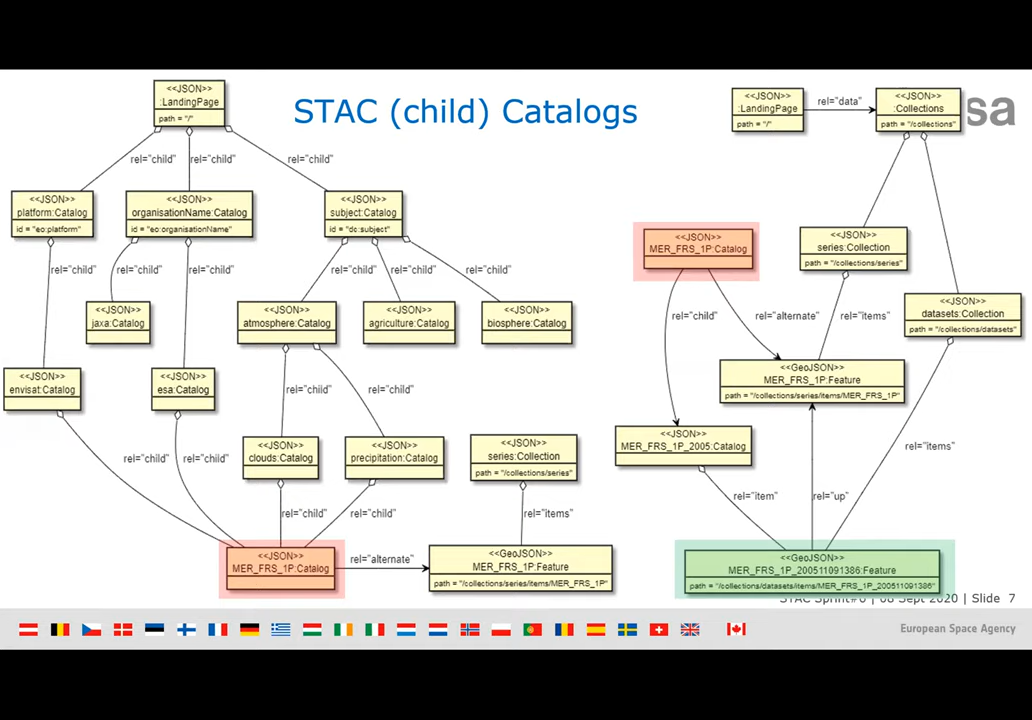 STAC (child) Catalogs
sa
<<JSON>>
:LandingPage
path = "/"
rel="child"
rel="child"
rel="child"
<<JSON>>
platform:Catalog
id = "eo:platform"
<<JSON>>
organisationName:Catalog
id = "eo:organisationName"
<<JSON>>
subject:Catalog
id = "dc:subject"
rel="child"
rel="child"
rel="child"
rel="child"
rel="child"
rel="child"
<<JSON>>
jaxa:Catalog
<<JSON>>
atmosphere:Catalog
<<JSON>>
agriculture:Catalog
<<JSON>>
biosphere:Catalog
<<JSON>>
envisat:Catalog
<<JSON>>
esa:Catalog
rel="child"
rel="child"
<<JSON>>
clouds:Catalog
<<JSON>>
precipitation:Catalog
<<JSON>>
series:Collection
path = "/collections/series"
rel="child"
rel="child"
rel="child"
rel="child"
rel="items"
<<JSON>>
MER_FRS_1P:Catalog
rel="alternate"
<<GeoJSON>>
MER_FRS_1P:Feature
path = "/collections/series/items/MER_FRS_1P"
<<JSON>>
:LandingPage
path = "/"
rel="data"
<<JSON>>
:Collections
path = "/collections"
<<JSON>>
MER_FRS_1P:Catalog
<<JSON>>
series:Collection
path = "/collections/series"
<<JSON>>
datasets:Collection
path = "/collections/datasets"
rel="child"
rel="alternate"
rel="items"
<<GeoJSON>>
MER_FRS_1P:Feature
path = "/collections/series/items/MER_FRS_1P"
<<JSON>>
MER_FRS_1P_2005:Catalog
rel="items"
rel="item"
rel="up"
<<GeoJSON>>
MER_FRS_1P_200511091386:Feature
path = "/collections/datasets/items/MER_FRS_1P_200511091386"
STAC Sprint#6 | 08 Sept 2020 | Slide 7
European Space Agency